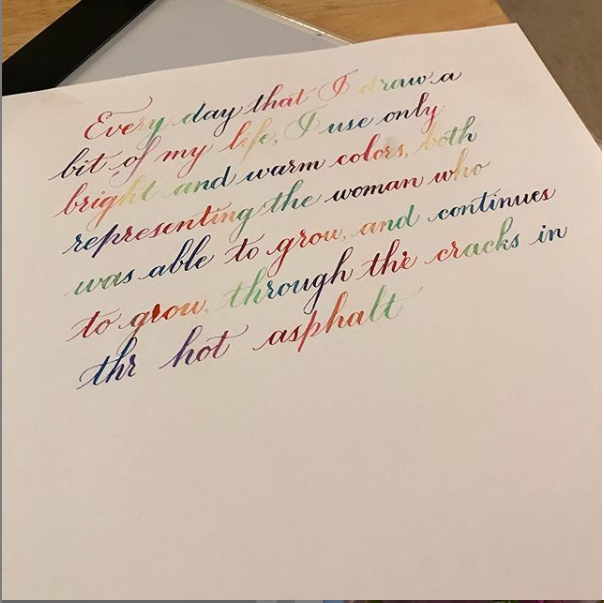 Every day that I draw a
bit of my life, I use only
bright and warm colors, both
representing the woman who
was able to grow, and continues
to grow, through the cracks in
the hot asphalt